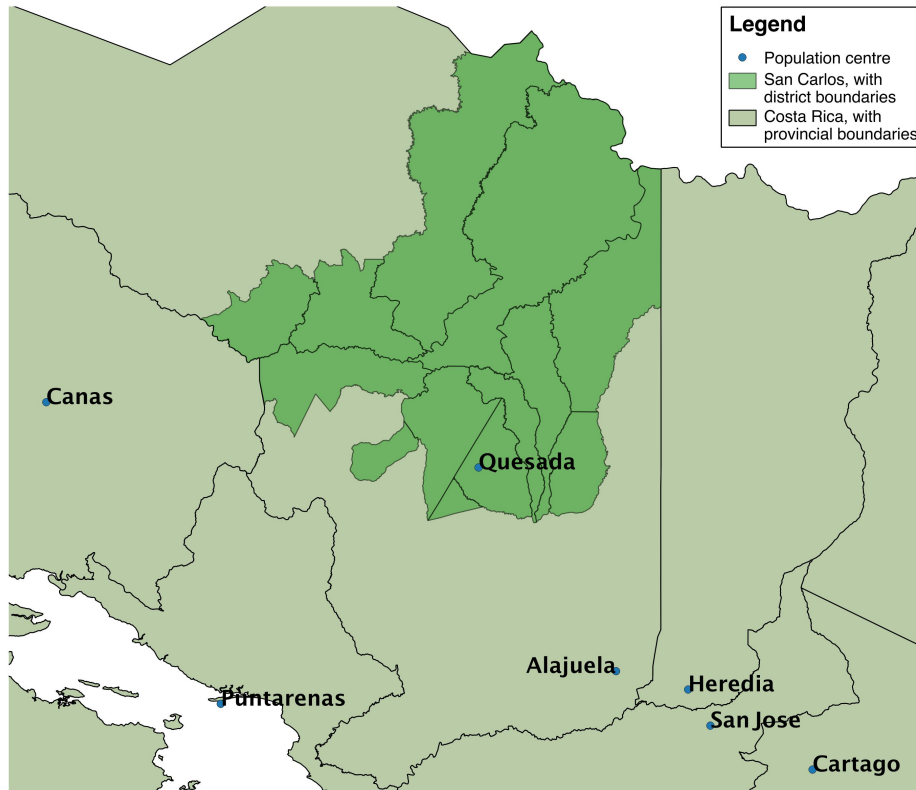 Legend
Population centre
San Carlos, with
district boundaries
Costa Rica, with
provincial boundaries
Canas
Quesada
Alajuela
Heredia
Puntarenas
San Jose
Cartago